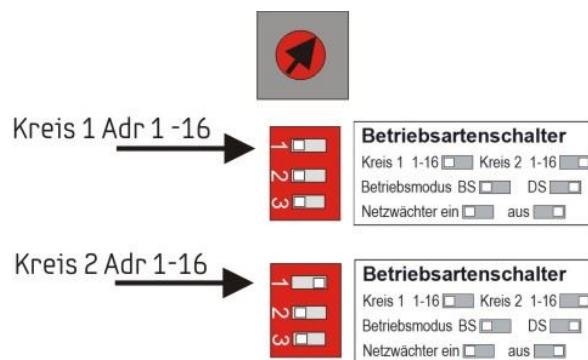 Kreis 1 Adr 1 -16
1
2
3
Betriebsartenschalter
Kreis 1 1-16 Kreis 2 1-16
Betriebsmodus BS DS
Netzwächter ein aus
Kreis 2 Adr 1-16
1
2
3
Betriebsartenschalter
Kreis 1 1-16 Kreis 2 1-16
Betriebsmodus BS DS
Netzwächter ein aus